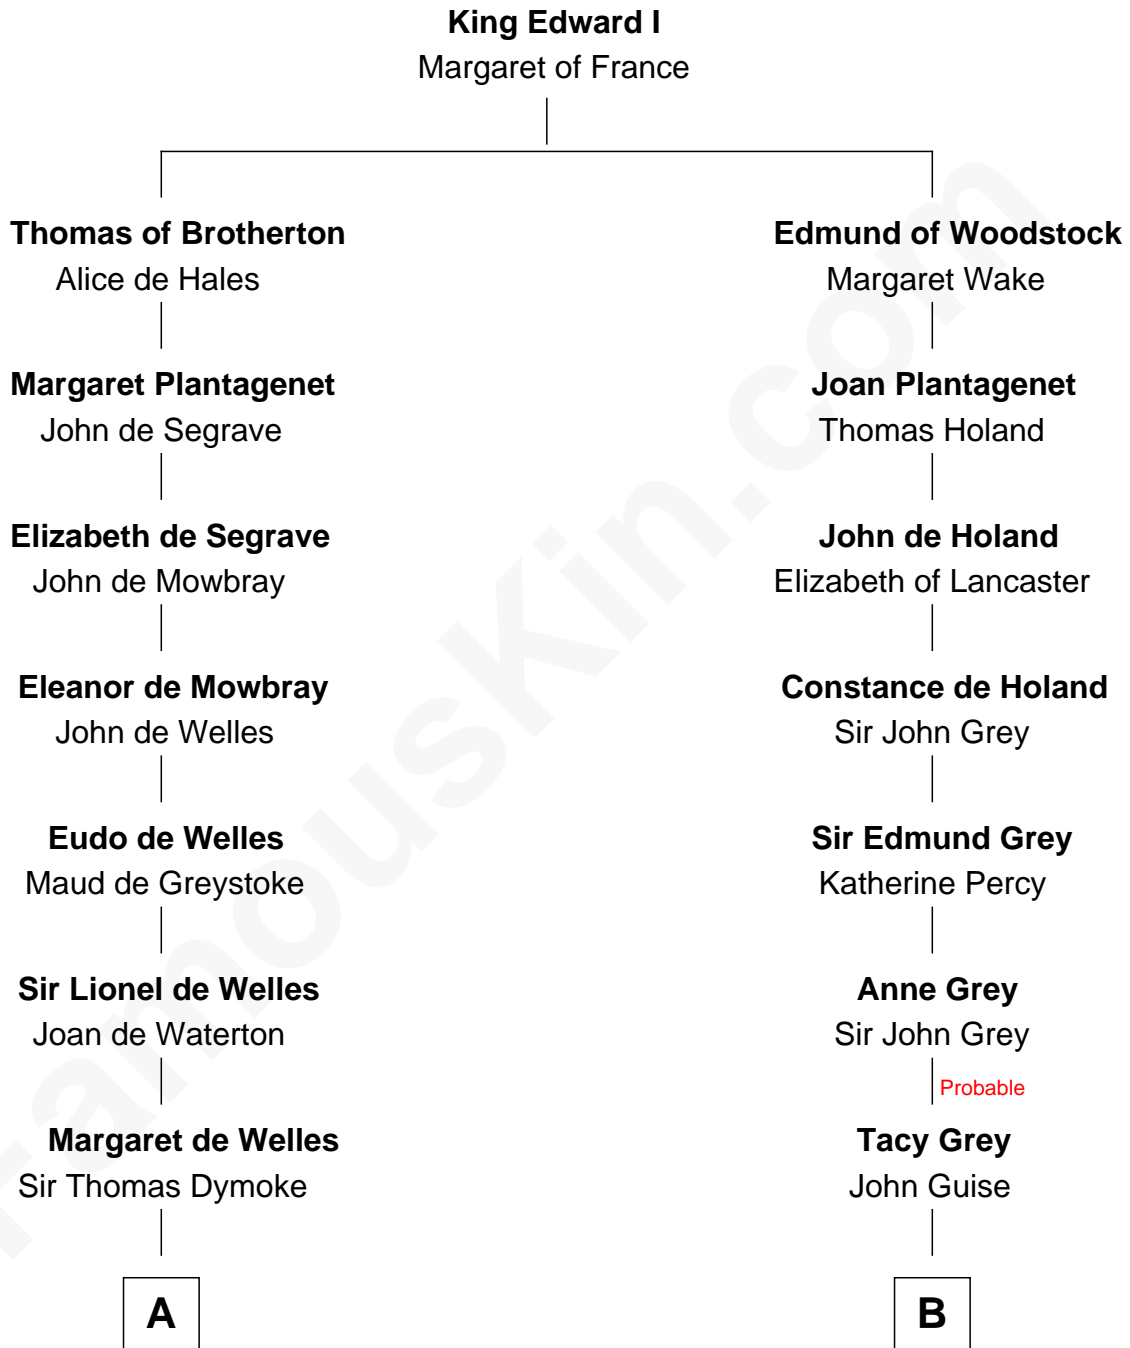 King Edward I
Margaret of France
Thomas of Brotherton
Alice de Hales
Margaret Plantagenet
John de Segrave
Elizabeth de Segrave
John de Mowbray
Eleanor de Mowbray
John de Welles
Eudo de Welles
Maud de Greystoke
Sir Lionel de Welles
Joan de Waterton
Margaret de Welles
Sir Thomas Dymoke
A
Edmund of Woodstock
Margaret Wake
Joan Plantagenet
Thomas Holand
John de Holand
Elizabeth of Lancaster
Constance de Holand
Sir John Grey
Sir Edmund Grey
Katherine Percy
Anne Grey
Sir John Grey
Probable
Tacy Grey
John Guise
B
FamousKin.com